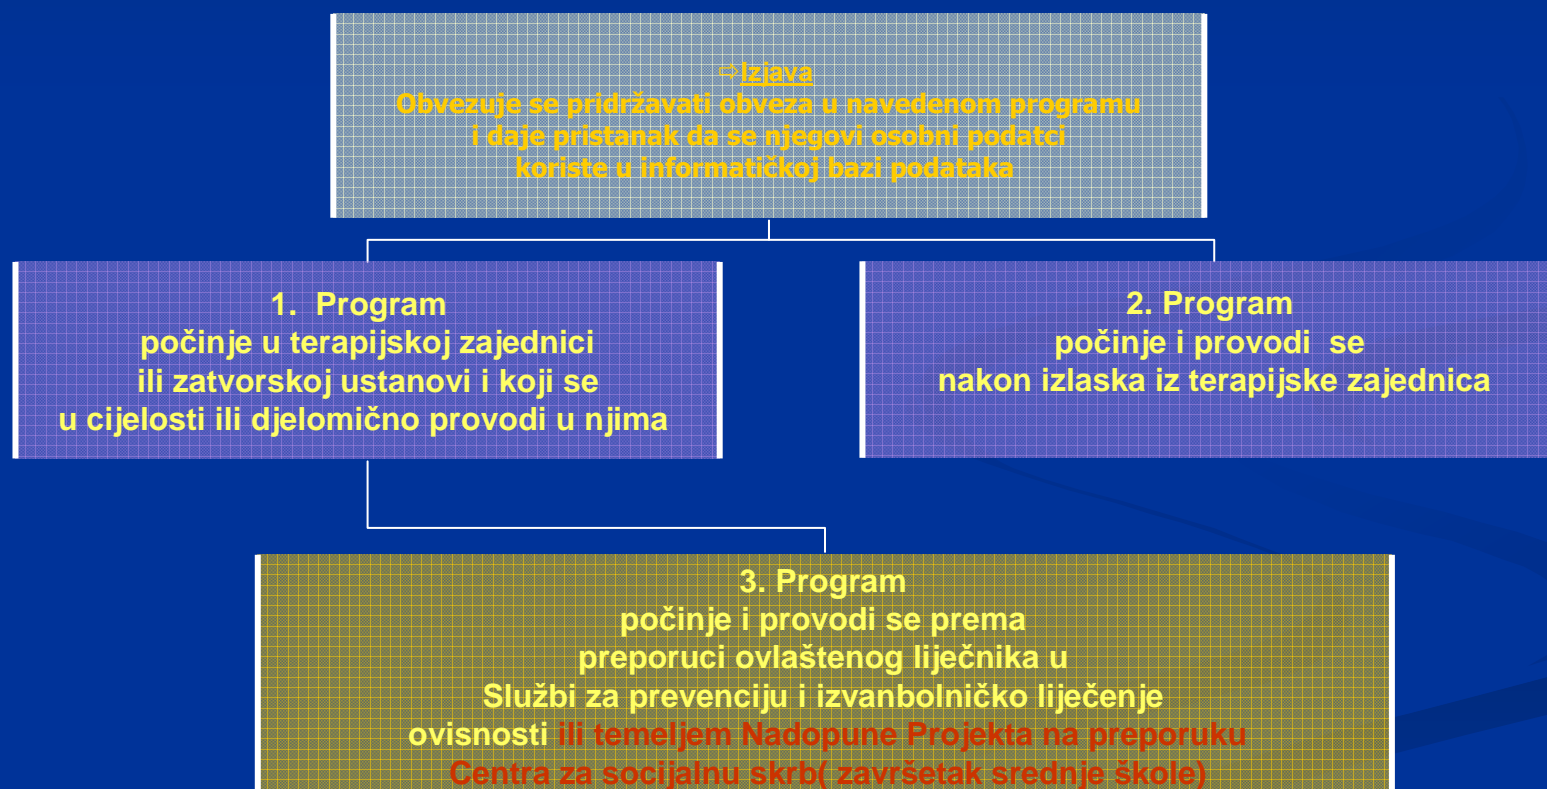 ⇨Izjava
Obvezuje se pridržavati obveza u navedenom programu
i daje pristanak da se njegovi osobni podatci
koriste u informatičkoj bazi podataka
1. Program
počinje u terapijskoj zajednici
ili zatvorskoj ustanovi i koji se
u cijelosti ili djelomično provodi u njima
2. Program
počinje i provodi se
nakon izlaska iz terapijske zajednica
3. Program
počinje i provodi se prema
preporuci ovlaštenog liječnika u
Službi za prevenciju i izvanbolničko liječenje
ovisnosti ili temeljem Nadopune Projekta na preporuku
Centra za socijalnu skrb( završetak srednje škole)